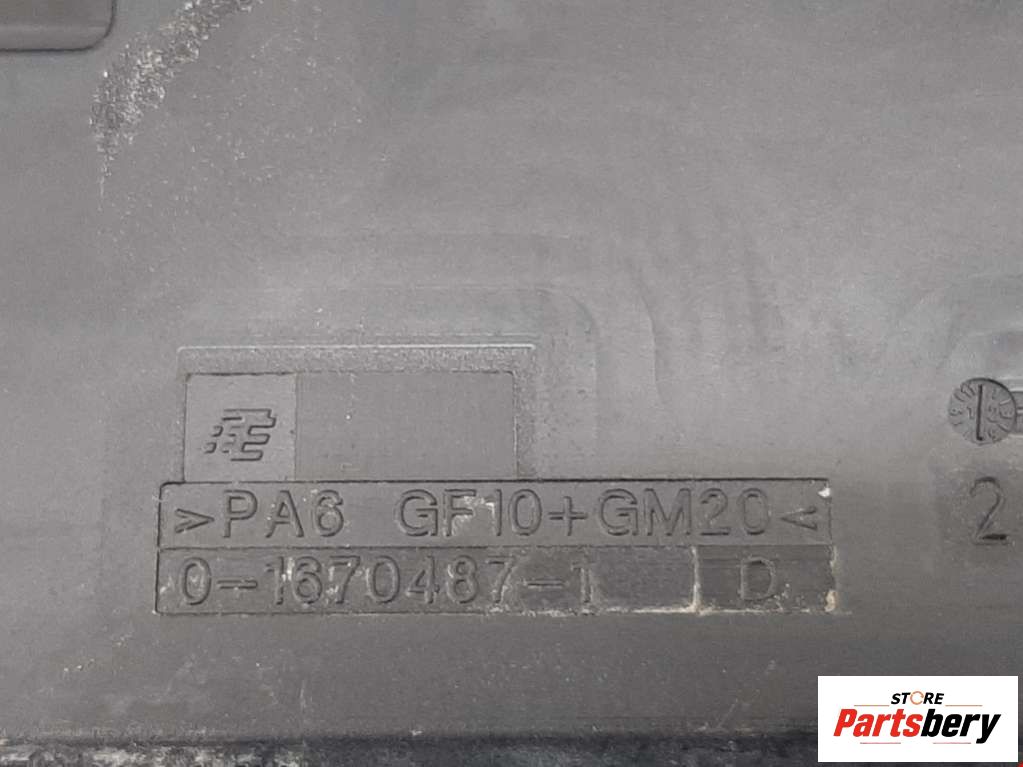 >PA6 GF10+GM20<
0-1670487-1 D
2
STORE
Partsbery